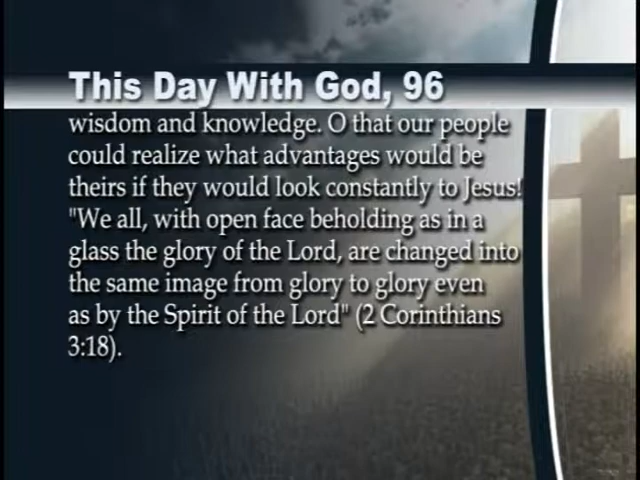 This Day With God, 96
wisdom and knowledge. O that our people
could realize what advantages would be
theirs if they would look constantly to Jesus!
"We all, with open face beholding as in a
glass the glory of the Lord, are changed into
the same image from glory to glory even
as by the Spirit of the Lord" (2 Corinthians
3:18).